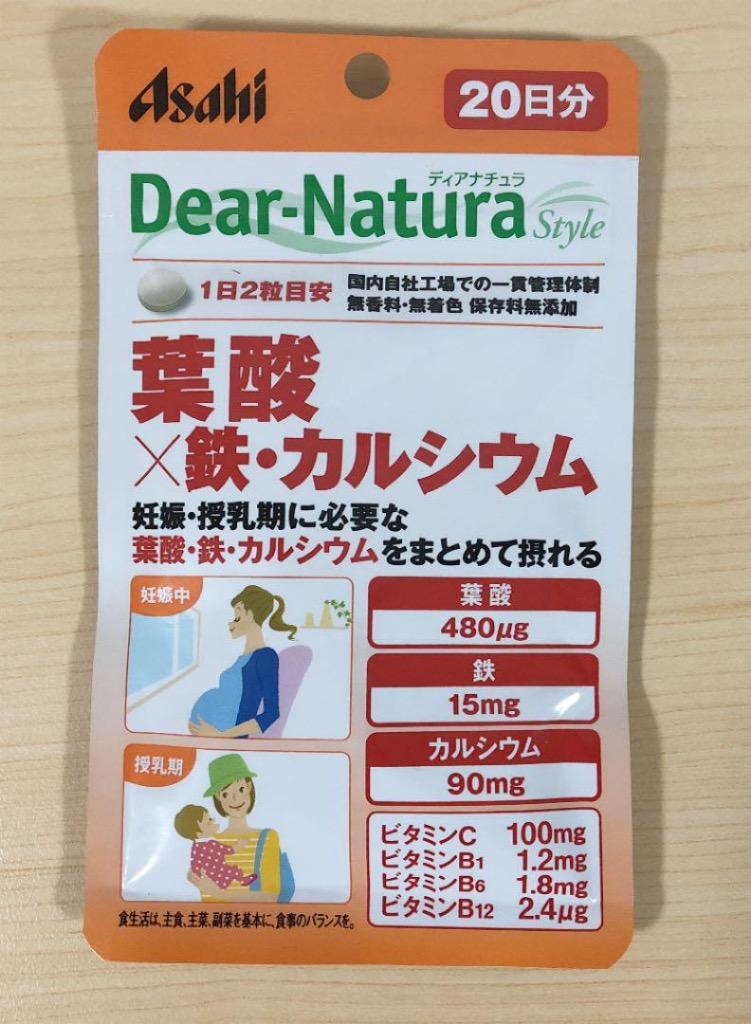 Asahi
20日分
ディアナチュラ
Dear-Natura Style
1日2粒目安
国内自社工場での一貫管理体制
無香料・無着色 保存料無添加
葉酸
×鉄・カルシウム
妊娠・授乳期に必要な
葉酸・鉄・カルシウムをまとめて摂れる
妊娠中
葉酸
480μg
鉄
15mg
授乳期
カルシウム
90mg
ビタミンC 100mg
ビタミンB1 1.2mg
ビタミンB6 1.8mg
ビタミンB12 2.4μg
食生活は、主食、主菜、副菜を基本に、食事のバランスを。